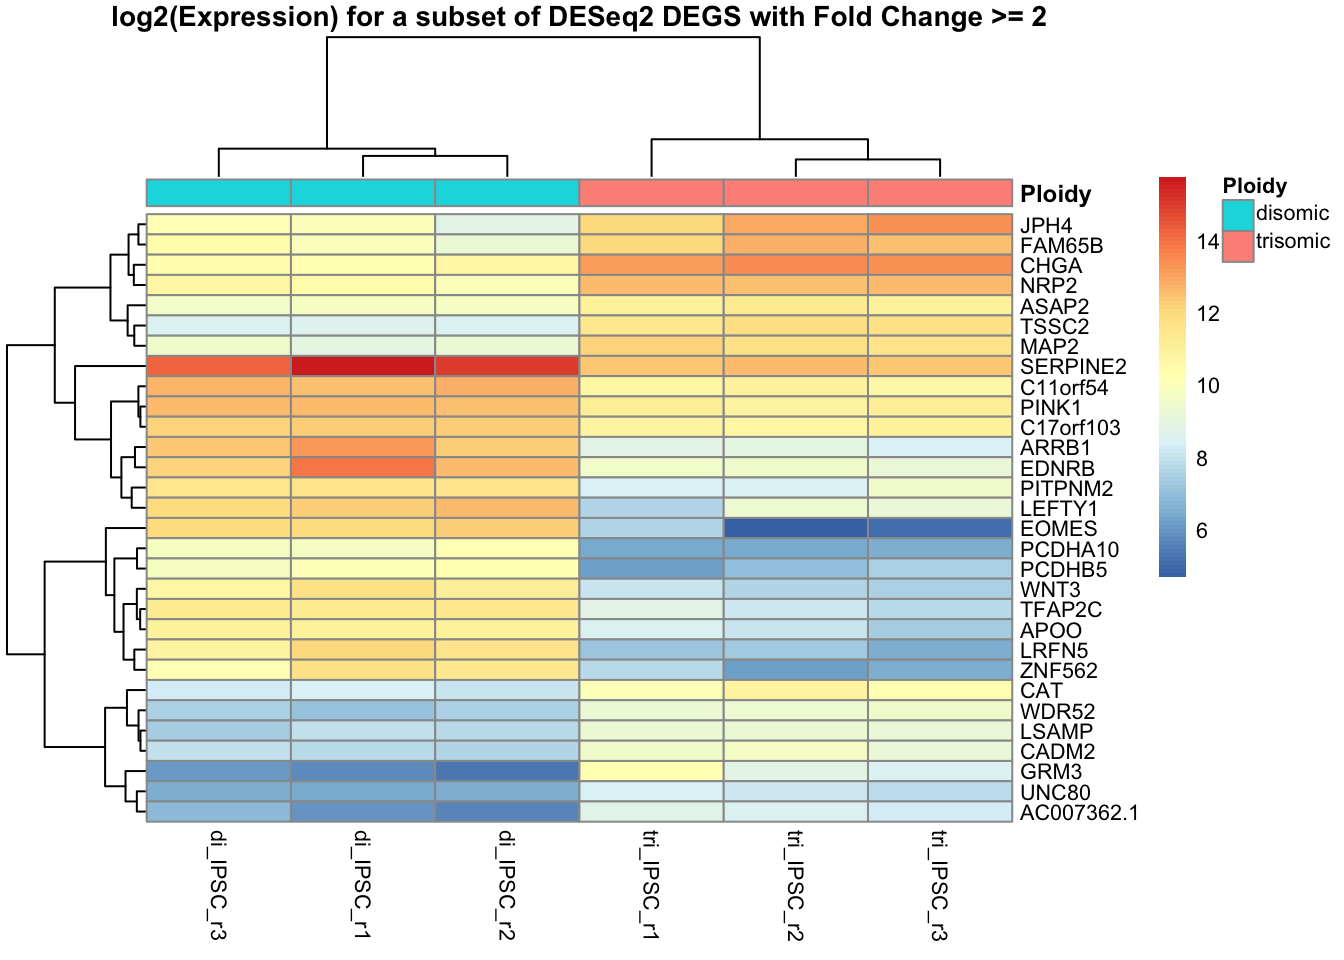 log2(Expression) for a subset of DESeq2 DEGS with Fold Change >= 2
Ploidy
JPH4
FAM65B
CHGA
NRP2
ASAP2
TSSC2
MAP2
SERPINE2
C11orf54
PINK1
C17orf103
ARRB1
EDNRB
PITPNM2
LEFTY1
EOMES
PCDHA10
PCDHB5
WNT3
TFAP2C
APOO
LRFN5
ZNF562
CAT
WDR52
LSAMP
CADM2
GRM3
UNC80
AC007362.1
di_IPSC_r3
di_IPSC_r1
di_IPSC_r2
tri_IPSC_r1
tri_IPSC_r2
tri_IPSC_r3
14
12
10
8
6
Ploidy
disomic
trisomic